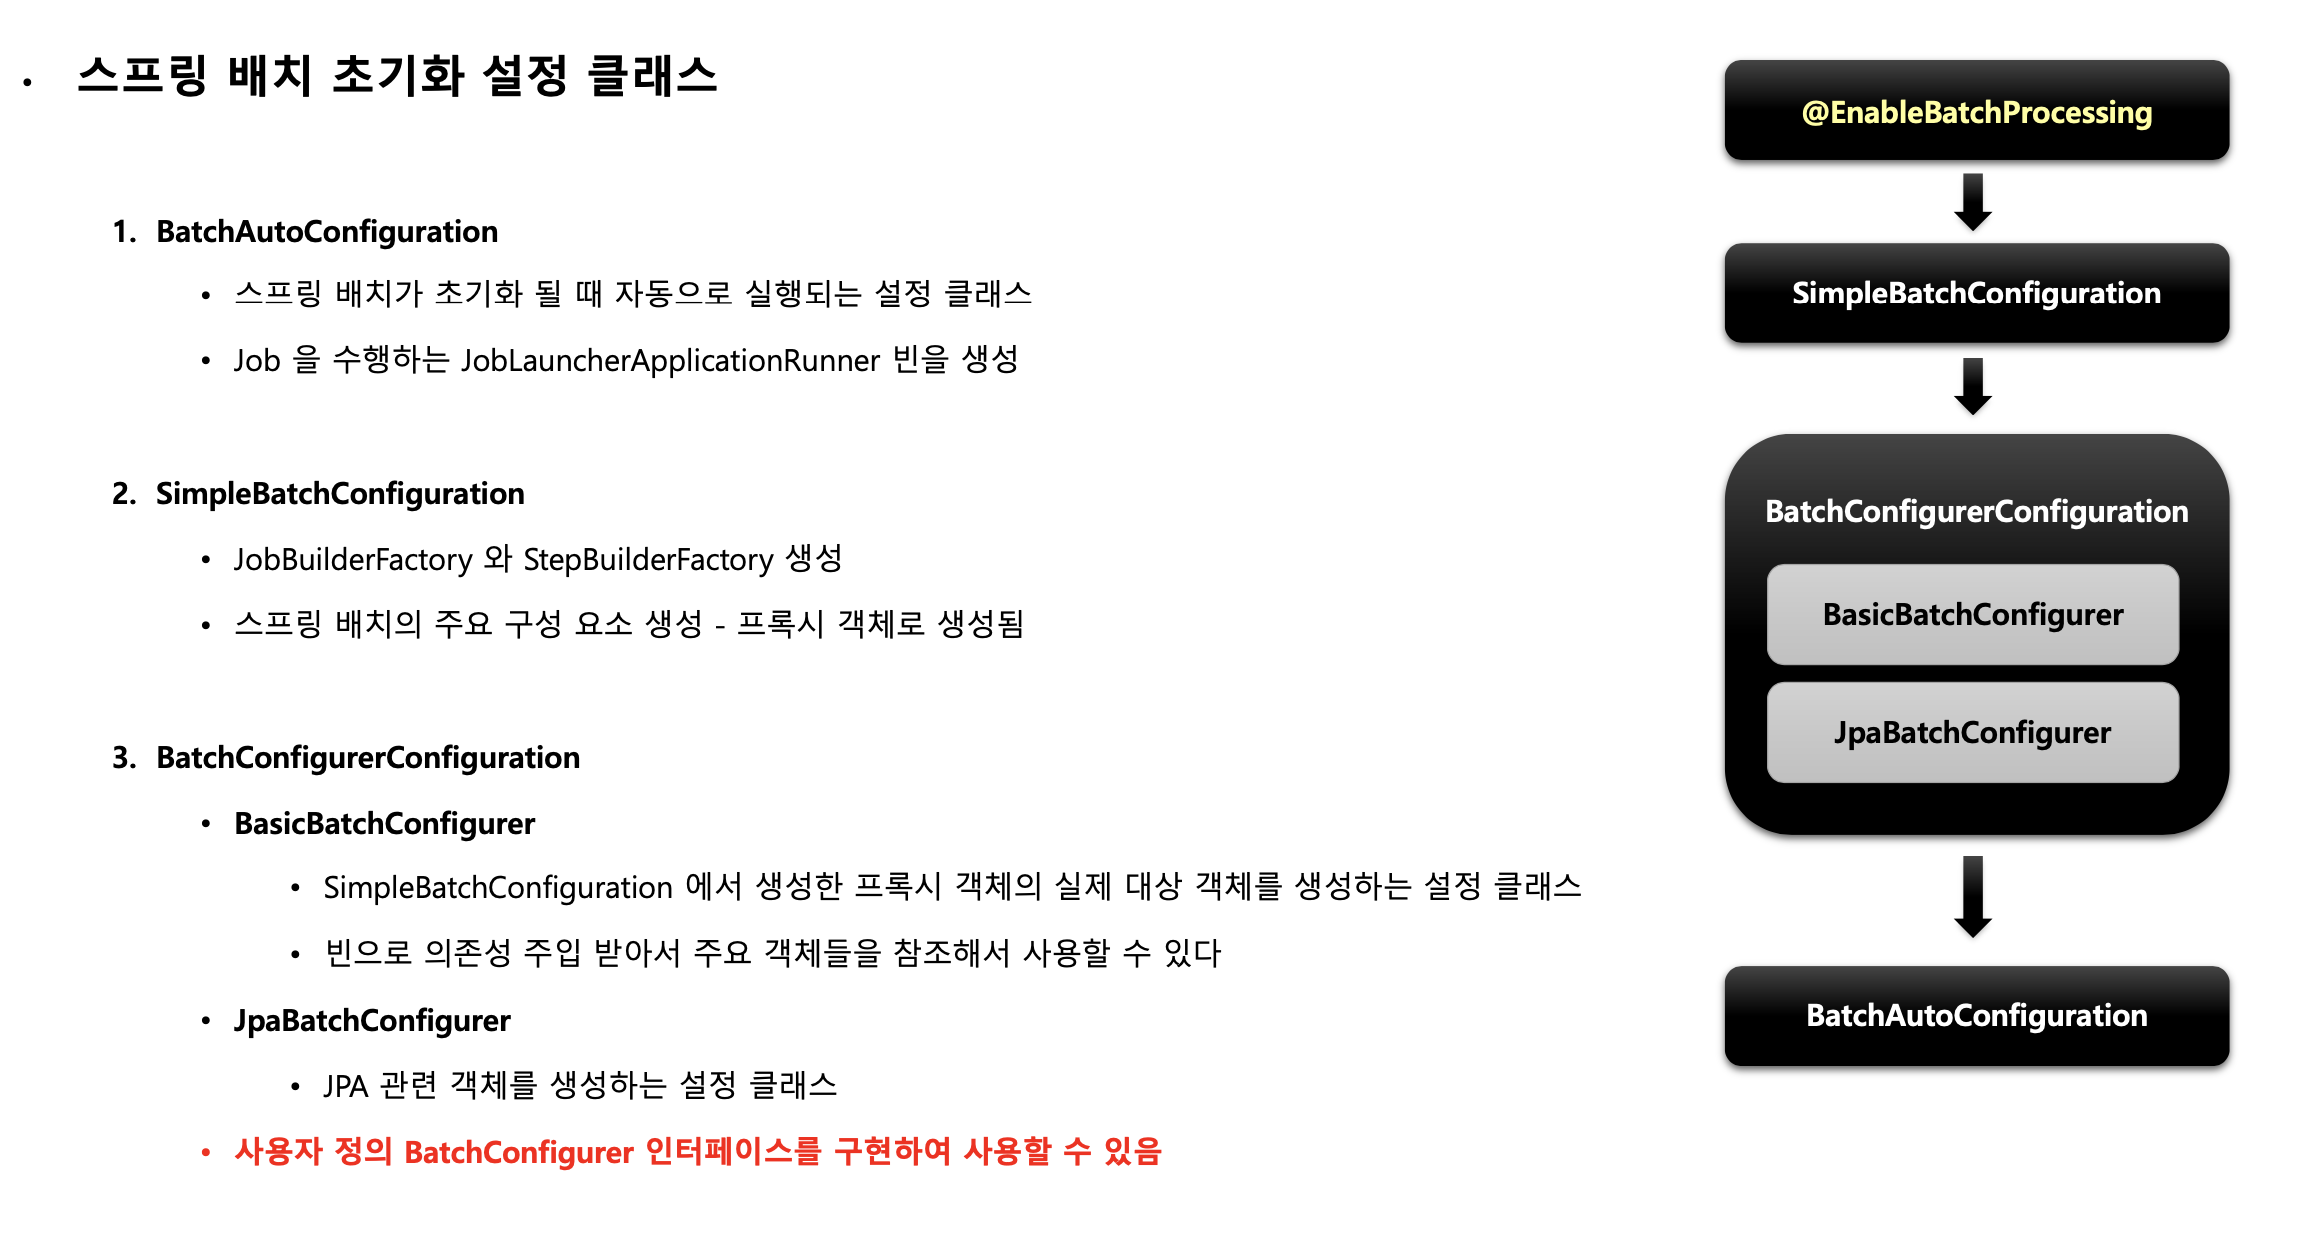 • 스프링 배치 초기화 설정 클래스
1. BatchAutoConfiguration
• 스프링 배치가 초기화 될 때 자동으로 실행되는 설정 클래스
• Job 을 수행하는 JobLauncherApplicationRunner 빈을 생성
2. SimpleBatchConfiguration
• JobBuilderFactory 와 StepBuilderFactory 생성
• 스프링 배치의 주요 구성 요소 생성 - 프록시 객체로 생성됨
3. BatchConfigurerConfiguration
• BasicBatchConfigurer
• SimpleBatchConfiguration 에서 생성한 프록시 객체의 실제 대상 객체를 생성하는 설정 클래스
• 빈으로 의존성 주입 받아서 주요 객체들을 참조해서 사용할 수 있다
• JpaBatchConfigurer
• JPA 관련 객체를 생성하는 설정 클래스
• 사용자 정의 BatchConfigurer 인터페이스를 구현하여 사용할 수 있음
@EnableBatchProcessing
SimpleBatchConfiguration
BatchConfigurerConfiguration
BasicBatchConfigurer
JpaBatchConfigurer
BatchAutoConfiguration